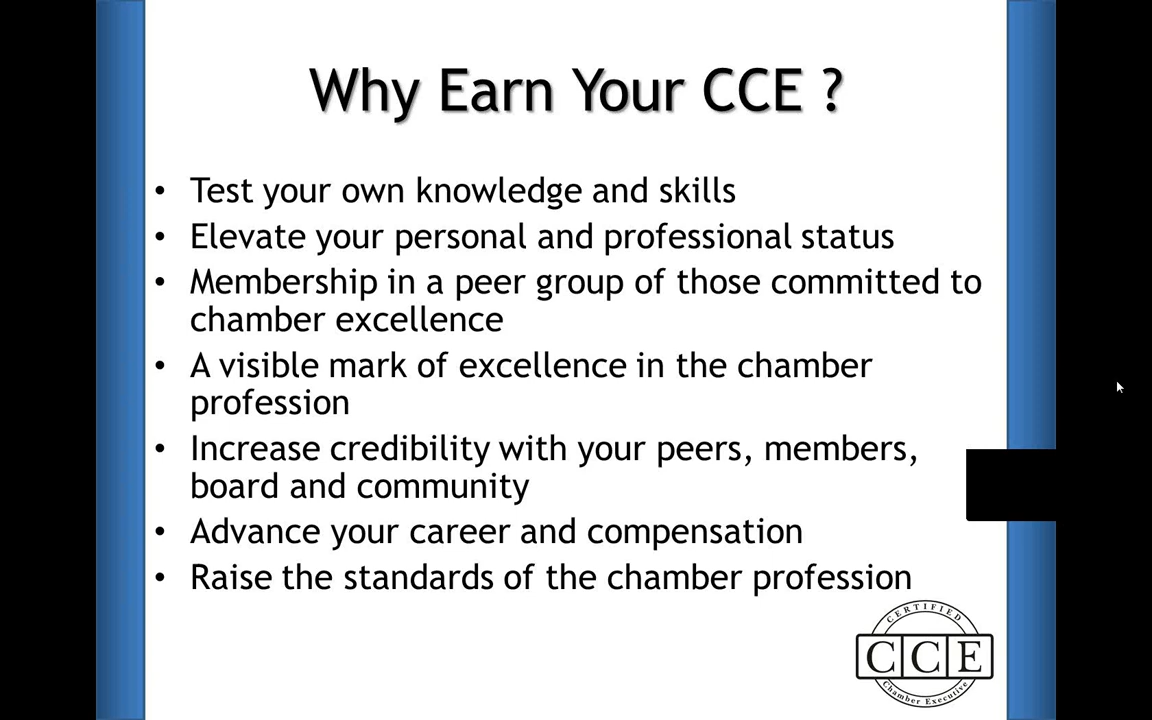 Why Earn Your CCE ?
• Test your own knowledge and skills
• Elevate your personal and professional status
• Membership in a peer group of those committed to
chamber excellence
• A visible mark of excellence in the chamber
profession
• Increase credibility with your peers, members,
board and community
• Advance your career and compensation
• Raise the standards of the chamber profession
CERTIFIED
CCE
Chamber Executive